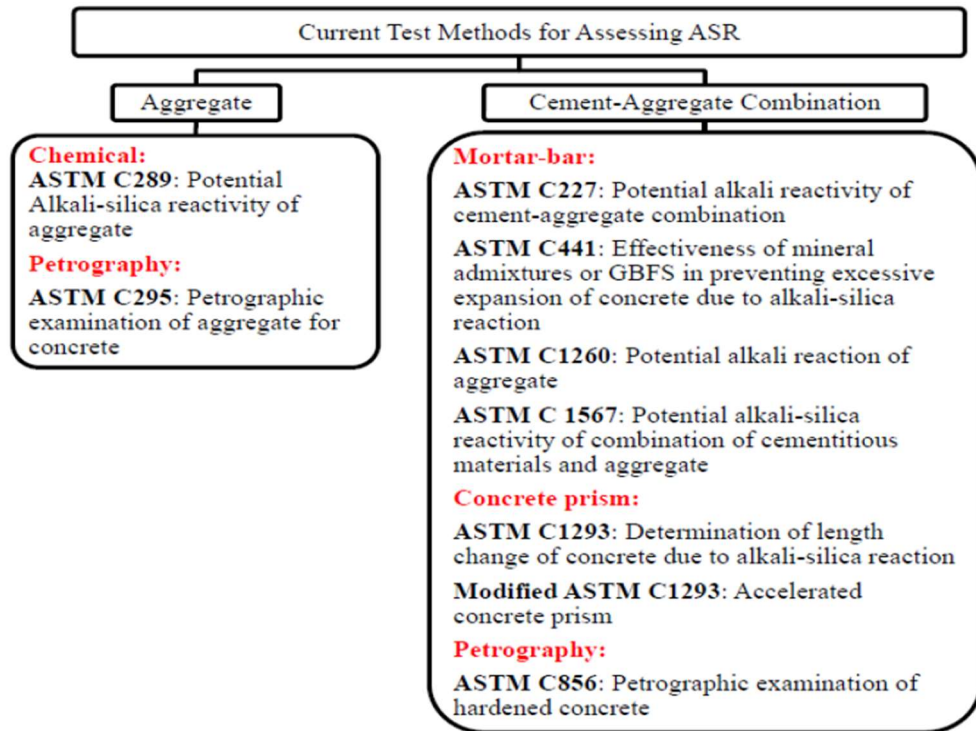 Current Test Methods for Assessing ASR
Aggregate
Chemical:
ASTM C289: Potential
Alkali-silica reactivity of
aggregate
Petrography:
ASTM C295: Petrographic
examination of aggregate for
concrete
Cement-Aggregate Combination
Mortar-bar:
ASTM C227: Potential alkali reactivity of
cement-aggregate combination
ASTM C441: Effectiveness of mineral
admixtures or GBFS in preventing excessive
expansion of concrete due to alkali-silica
reaction
ASTM C1260: Potential alkali reaction of
aggregate
ASTM C 1567: Potential alkali-silica
reactivity of combination of cementitious
materials and aggregate
Concrete prism:
ASTM C1293: Determination of length
change of concrete due to alkali-silica reaction
Modified ASTM C1293: Accelerated
concrete prism
Petrography:
ASTM C856: Petrographic examination of
hardened concrete